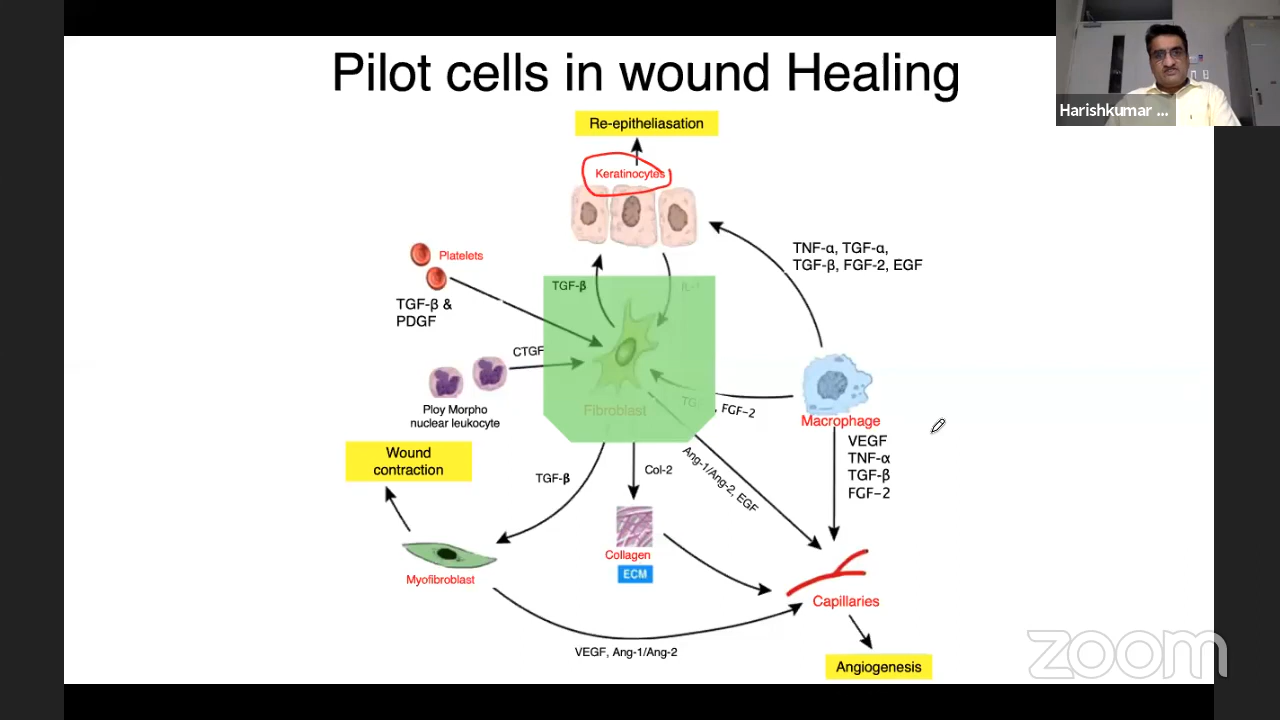 Pilot cells in wound Healing
Harishkumar ...
Re-epitheliasation
Keratinocytes
TNF-α, TGF-α,
TGF-β, FGF-2, EGF
Platelets
TGF-β &
PDGF
TGF-β
CTGF
Ploy Morpho
nuclear leukocyte
Fibroblast
FGF-2
Macrophage
VEGF
TNF-α
TGF-β
FGF-2
Wound
contraction
TGF-β
Col-2
Ang-1/Ang-2, EGF
Collagen
ECM
Myofibroblast
Capillaries
VEGF, Ang-1/Ang-2
Angiogenesis
zoom